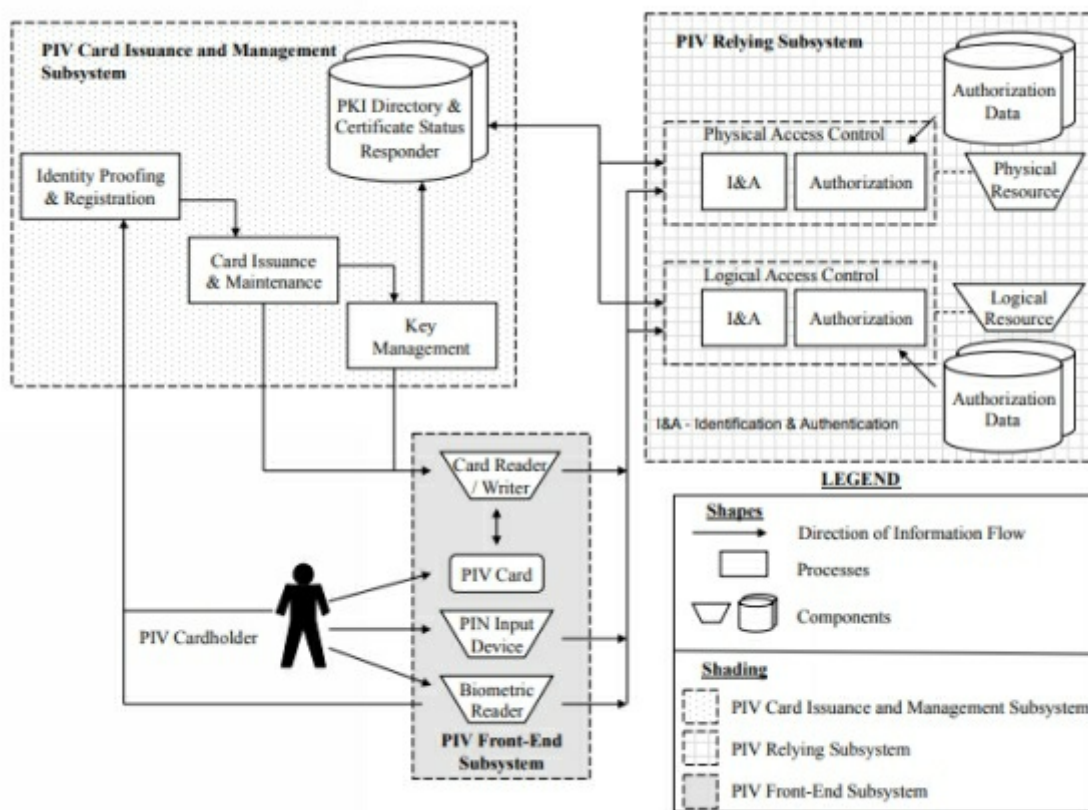 PIV Card Issuance and Management
Subsystem
PKI Directory &
Certificate Status
Responder
Identity Proofing
& Registration
Card Issuance
& Maintenance
Key
Management
PIV Relying Subsystem
Authorization
Data
Physical Access Control
I&A
Authorization
Physical
Resource
Logical Access Control
I&A
Authorization
Logical
Resource
Authorization
Data
I&A - Identification & Authentication
Card Reader
/ Writer
PIV Card
PIN Input
Device
Biometric
Reader
PIV Front-End
Subsystem
PIV Cardholder
LEGEND
Shapes
Direction of Information Flow
Processes
Components
Shading
PIV Card Issuance and Management Subsystem
PIV Relying Subsystem
PIV Front-End Subsystem